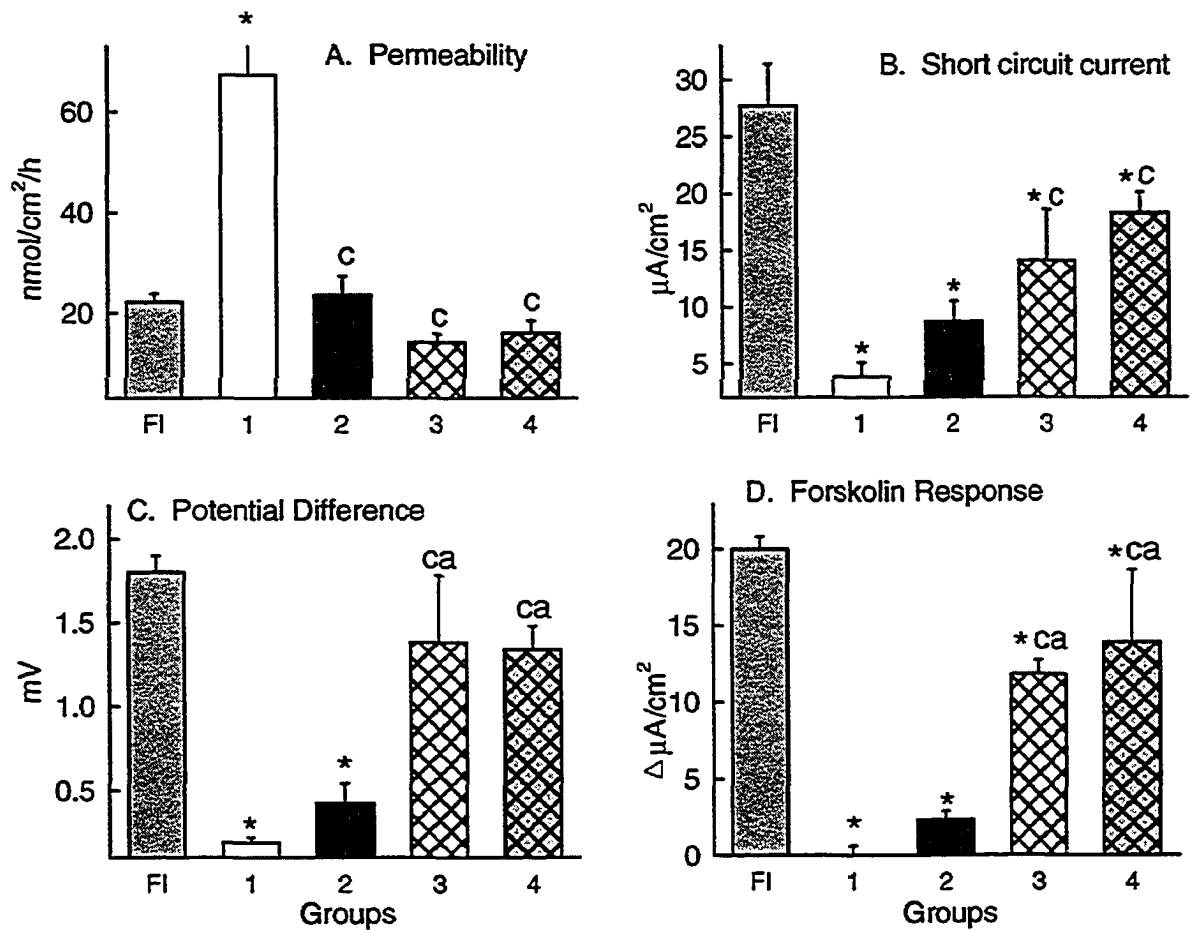 A. Permeability
nmol/cm²/h
60
40
20
*
c
c
c
FI 1 2 3 4
B. Short circuit current
µA/cm²
30
25
20
15
10
5
*
*
*c
*c
FI 1 2 3 4
C. Potential Difference
mV
2.0
1.5
1.0
0.5
*
*
ca
ca
FI 1 2 3 4
Groups
D. Forskolin Response
Δ µA/cm²
20
15
10
5
0
*
*
*ca
*ca
FI 1 2 3 4
Groups